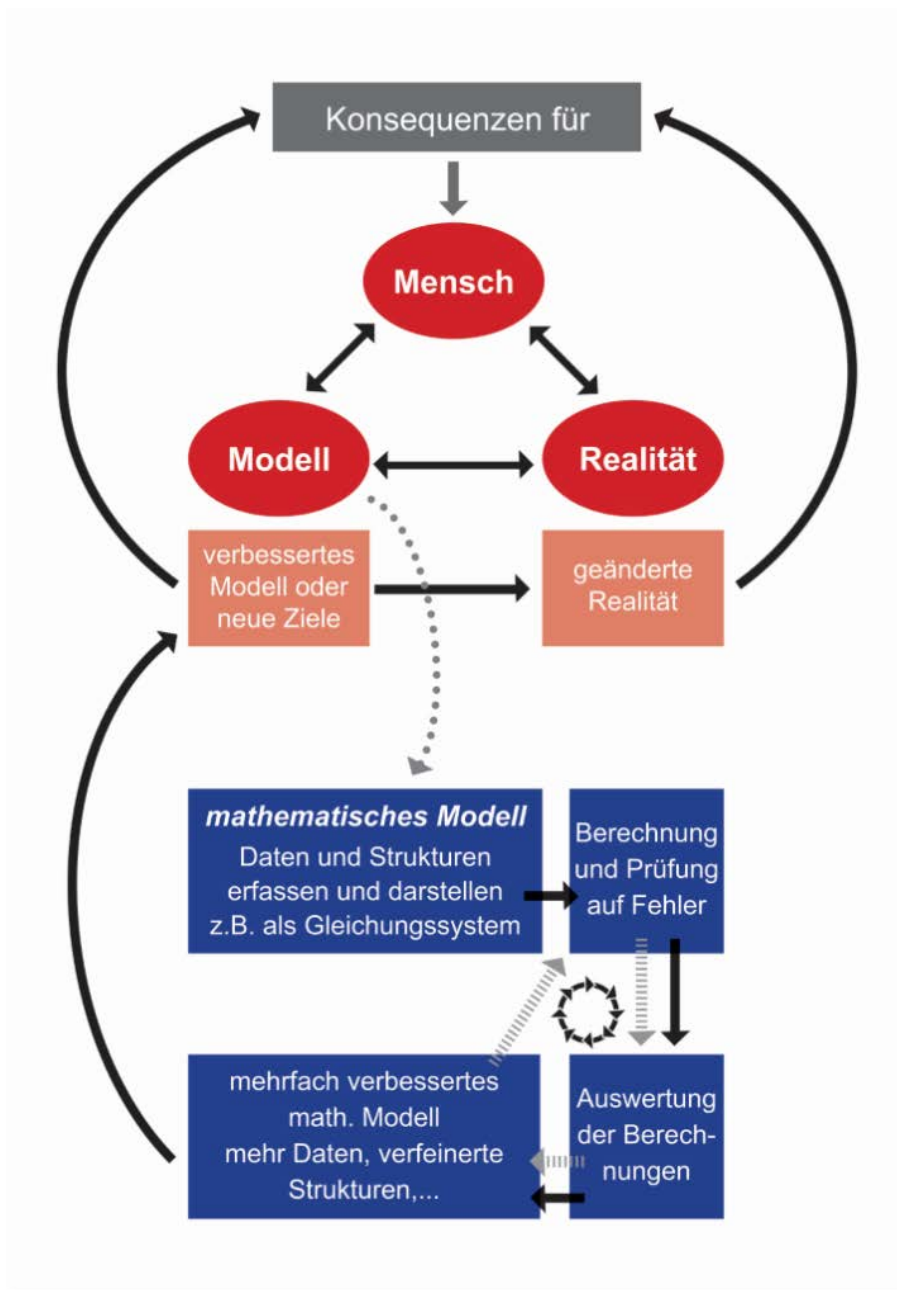 Konsequenzen für
Mensch
Modell
Realität
verbessertes
Modell oder
neue Ziele
geänderte
Realität
mathematisches Modell
Daten und Strukturen
erfassen und darstellen
z.B. als Gleichungssystem
Berechnung
und Prüfung
auf Fehler
mehrfach verbessertes
math. Modell
mehr Daten, verfeinerte
Strukturen,...
Auswertung
der Berech-
nungen